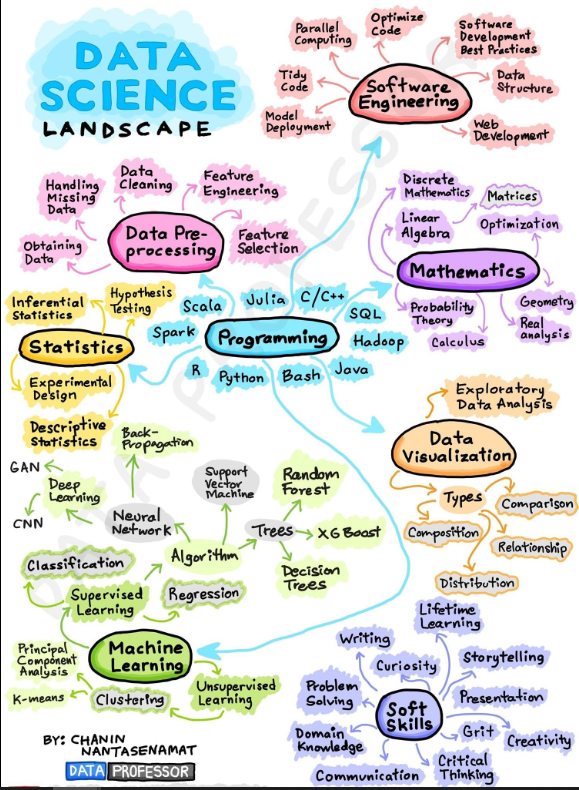 DATA
SCIENCE
LANDSCAPE
Parallel
Computing
Optimize
Code
Software
Development
Best Practices
Tidy
Code
Software
Engineering
Data
Structure
Model
Deployment
Web
Development
Handling
Missing
Data
Data
Cleaning
Feature
Engineering
Obtaining
Data
Data Pre-
processing
Feature
Selection
Discrete
Mathematics
Matrices
Linear
Algebra
Optimization
Mathematics
Probability
Theory
Geometry
Calculus
Real
analysis
Inferential
Statistics
Hypothesis
Testing
Statistics
Experimental
Design
Descriptive
Statistics
Scala
Julia
C/C++
SQL
Spark
Programming
Hadoop
R
Python
Bash
Java
Exploratory
Data Analysis
Data
Visualization
Types
Comparison
Composition
Relationship
Distribution
Back-
Propagation
GAN
Deep
Learning
CNN
Neural
Network
Support
Vector
Machine
Random
Forest
Trees
XG Boost
Algorithm
Decision
Trees
Classification
Supervised
Learning
Regression
Machine
Learning
Principal
Component
Analysis
K-means
Clustering
Unsupervised
Learning
Lifetime
Learning
Writing
Curiosity
Storytelling
Problem
Solving
Soft
Skills
Presentation
Domain
Knowledge
Grit
Creativity
Communication
Critical
Thinking
BY: CHANIN
NANTASENAMAT
DATA PROFESSOR
DATA PROFESSOR